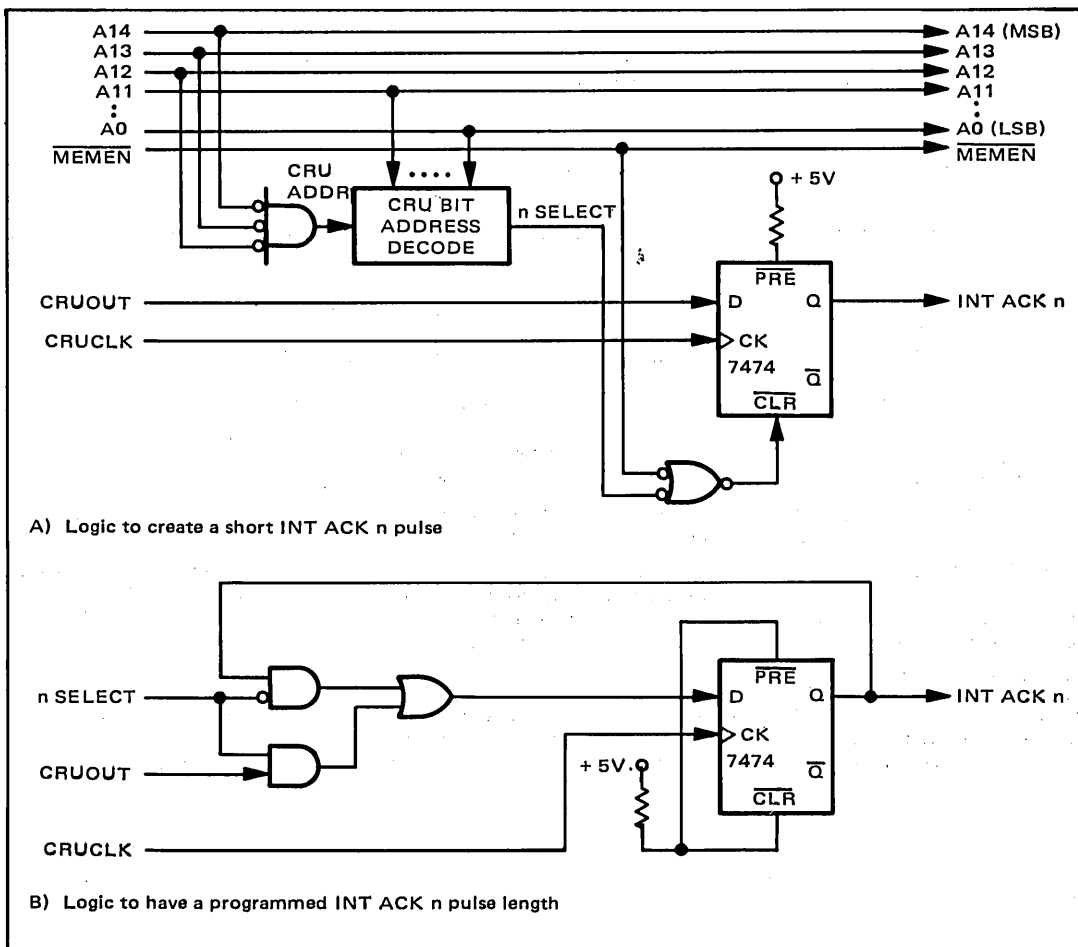 A14 A14 (MSB)
A13 A13
A12 A12
A11 A11
A0 A0 (LSB)
MEMEN MEMEN
CRU
ADDR
CRU BIT
ADDRESS
DECODE
n SELECT
+ 5V
PRE
CRUOUT D Q INT ACK n
CRUCLK CK
7474 Q
CLR
A) Logic to create a short INT ACK n pulse
PRE
n SELECT D Q INT ACK n
CK
7474 Q
CRUOUT + 5V
CLR
CRUCLK
B) Logic to have a programmed INT ACK n pulse length